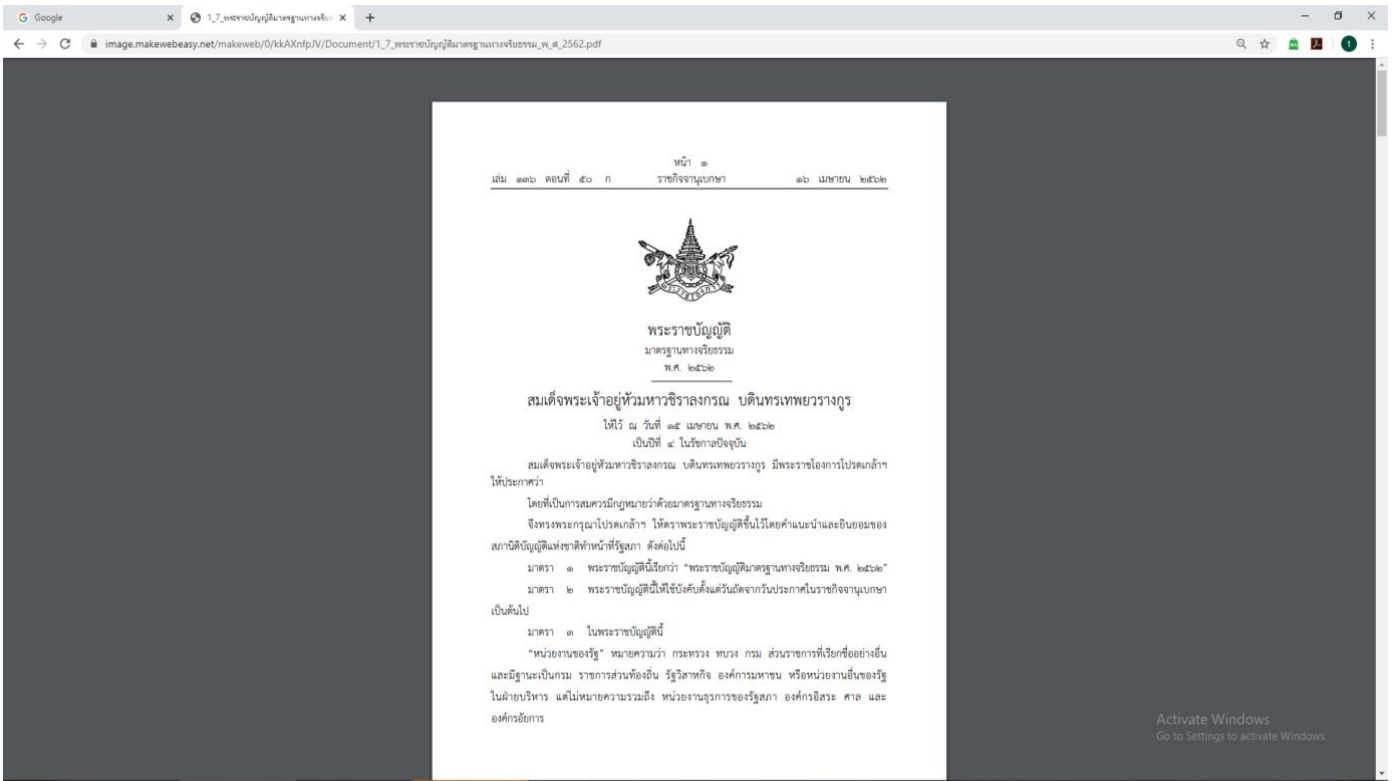 Google
1_7_พระราชบัญญัติมาตรฐานทางจริย
image.makewebeasy.net/makeweb/0/kkAXnfpJV/Document/1_7_พระราชบัญญัติมาตรฐานทางจริยธรรม_พ_ศ_2562.pdf
หน้า ๑
เล่ม ๑๓๖ ตอนที่ ๕๐ ก ราชกิจจานุเบกษา ๑๖ เมษายน ๒๕๖๒
พระราชบัญญัติ
มาตรฐานทางจริยธรรม
พ.ศ. ๒๕๖๒
สมเด็จพระเจ้าอยู่หัวมหาวชิราลงกรณ บดินทรเทพยวรางกูร
ให้ไว้ ณ วันที่ ๑๕ เมษายน พ.ศ. ๒๕๖๒
เป็นปีที่ ๔ ในรัชกาลปัจจุบัน
สมเด็จพระเจ้าอยู่หัวมหาวชิราลงกรณ บดินทรเทพยวรางกูร มีพระราชโองการโปรดเกล้าฯ
ให้ประกาศว่า
โดยที่เป็นการสมควรมีกฎหมายว่าด้วยมาตรฐานทางจริยธรรม
จึงทรงพระกรุณาโปรดเกล้าฯ ให้ตราพระราชบัญญัติขึ้นไว้โดยคำแนะนำและยินยอมของ
สภานิติบัญญัติแห่งชาติทำหน้าที่รัฐสภา ดังต่อไปนี้
มาตรา ๑ พระราชบัญญัตินี้เรียกว่า “พระราชบัญญัติมาตรฐานทางจริยธรรม พ.ศ. ๒๕๖๒”
มาตรา ๒ พระราชบัญญัตินี้ให้ใช้บังคับตั้งแต่วันถัดจากวันประกาศในราชกิจจานุเบกษา
เป็นต้นไป
มาตรา ๓ ในพระราชบัญญัตินี้
“หน่วยงานของรัฐ” หมายความว่า กระทรวง ทบวง กรม ส่วนราชการที่เรียกชื่ออย่างอื่น
และมีฐานะเป็นกรม ราชการส่วนท้องถิ่น รัฐวิสาหกิจ องค์การมหาชน หรือหน่วยงานอื่นของรัฐ
ในฝ่ายบริหาร แต่ไม่หมายความรวมถึง หน่วยงานธุรการของรัฐสภา องค์กรอิสระ ศาล และ
องค์กรอัยการ
Activate Windows
Go to Settings to activate Windows.